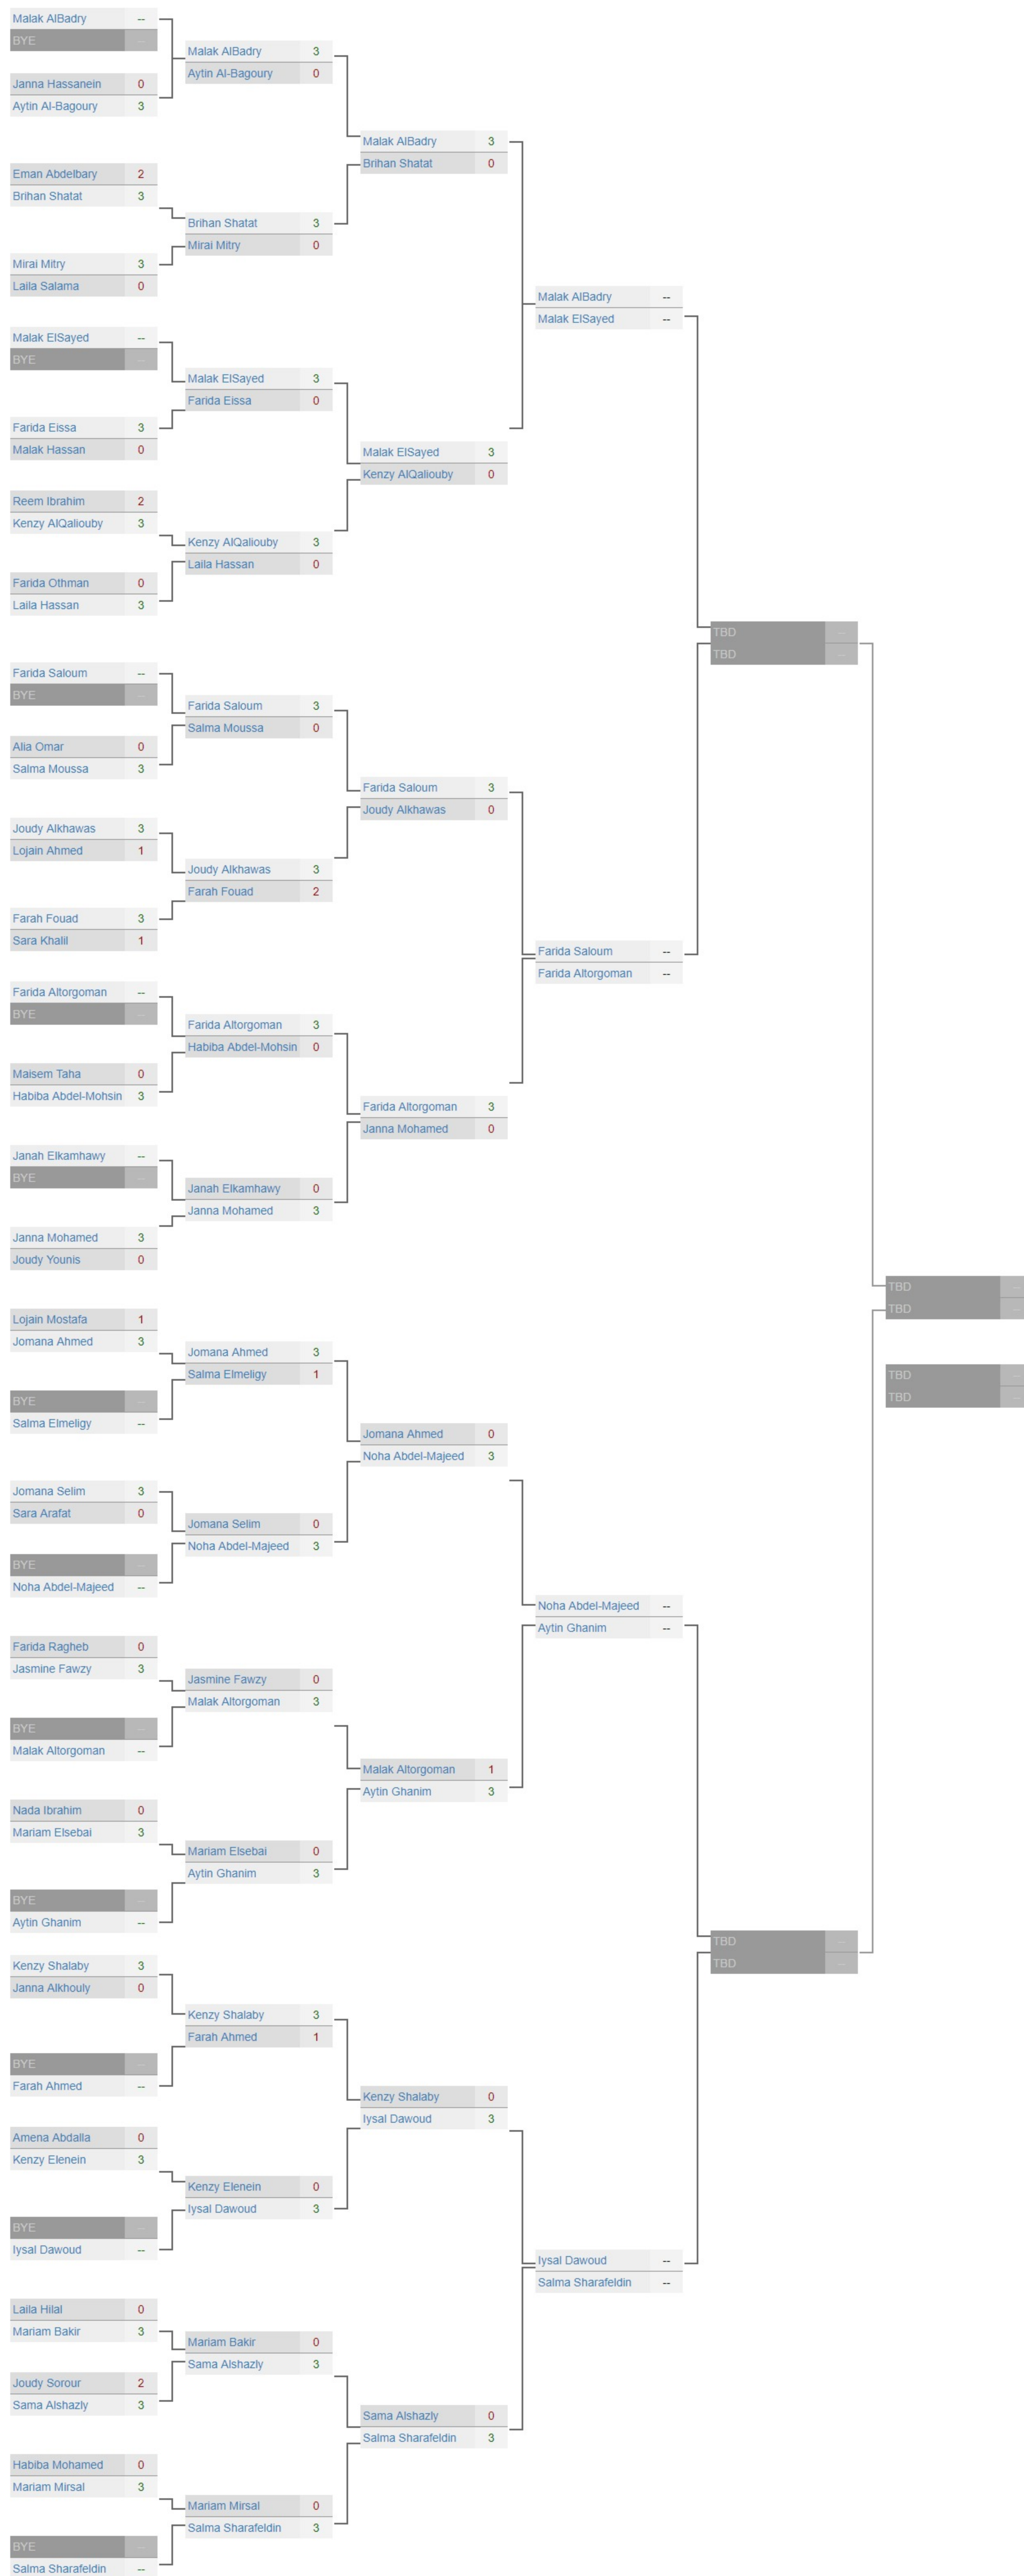 Malak AlBadry --
BYE --
Janna Hassanein 0
Aytin Al-Bagoury 3
Eman Abdelbary 2
Brihan Shatat 3
Mirai Mitry 3
Laila Salama 0
Malak ElSayed --
BYE --
Farida Eissa 3
Malak Hassan 0
Reem Ibrahim 2
Kenzy AlQaliouby 3
Farida Othman 0
Laila Hassan 3
Farida Saloum --
BYE --
Alia Omar 0
Salma Moussa 3
Joudy Alkhawas 3
Lojain Ahmed 1
Farah Fouad 3
Sara Khalil 1
Farida Altorgoman --
BYE --
Maisem Taha 0
Habiba Abdel-Mohsin 3
Janah Elkamhawy --
BYE --
Janna Mohamed 3
Joudy Younis 0
Lojain Mostafa 1
Jomana Ahmed 3
BYE --
Salma Elmeligy --
Jomana Selim 3
Sara Arafat 0
BYE --
Noha Abdel-Majeed --
Farida Ragheb 0
Jasmine Fawzy 3
BYE --
Malak Altorgoman --
Nada Ibrahim 0
Mariam Elsebai 3
BYE --
Aytin Ghanim --
Kenzy Shalaby 3
Janna Alkhouly 0
BYE --
Farah Ahmed --
Amena Abdalla 0
Kenzy Elenein 3
BYE --
Iysal Dawoud --
Laila Hilal 0
Mariam Bakir 3
Joudy Sorour 2
Sama Alshazly 3
Habiba Mohamed 0
Mariam Mirsal 3
BYE --
Salma Sharafeldin --
Malak AlBadry 3
Aytin Al-Bagoury 0
Brihan Shatat 3
Mirai Mitry 0
Malak ElSayed 3
Farida Eissa 0
Kenzy AlQaliouby 3
Laila Hassan 0
Farida Saloum 3
Salma Moussa 0
Joudy Alkhawas 3
Farah Fouad 2
Farida Altorgoman 3
Habiba Abdel-Mohsin 0
Janah Elkamhawy 0
Janna Mohamed 3
Jomana Ahmed 3
Salma Elmeligy 1
Jomana Selim 0
Noha Abdel-Majeed 3
Jasmine Fawzy 0
Malak Altorgoman 3
Mariam Elsebai 0
Aytin Ghanim 3
Kenzy Shalaby 3
Farah Ahmed 1
Kenzy Elenein 0
Iysal Dawoud 3
Mariam Bakir 0
Sama Alshazly 3
Mariam Mirsal 0
Salma Sharafeldin 3
Malak AlBadry 3
Brihan Shatat 0
Malak ElSayed 3
Kenzy AlQaliouby 0
Farida Saloum 3
Joudy Alkhawas 0
Farida Altorgoman 3
Janna Mohamed 0
Jomana Ahmed 0
Noha Abdel-Majeed 3
Malak Altorgoman 1
Aytin Ghanim 3
Kenzy Shalaby 0
Iysal Dawoud 3
Sama Alshazly 0
Salma Sharafeldin 3
Malak AlBadry --
Malak ElSayed --
Farida Saloum --
Farida Altorgoman --
Noha Abdel-Majeed --
Aytin Ghanim --
Iysal Dawoud --
Salma Sharafeldin --
TBD --
TBD --
TBD --
TBD --
TBD --
TBD --
TBD --
TBD --